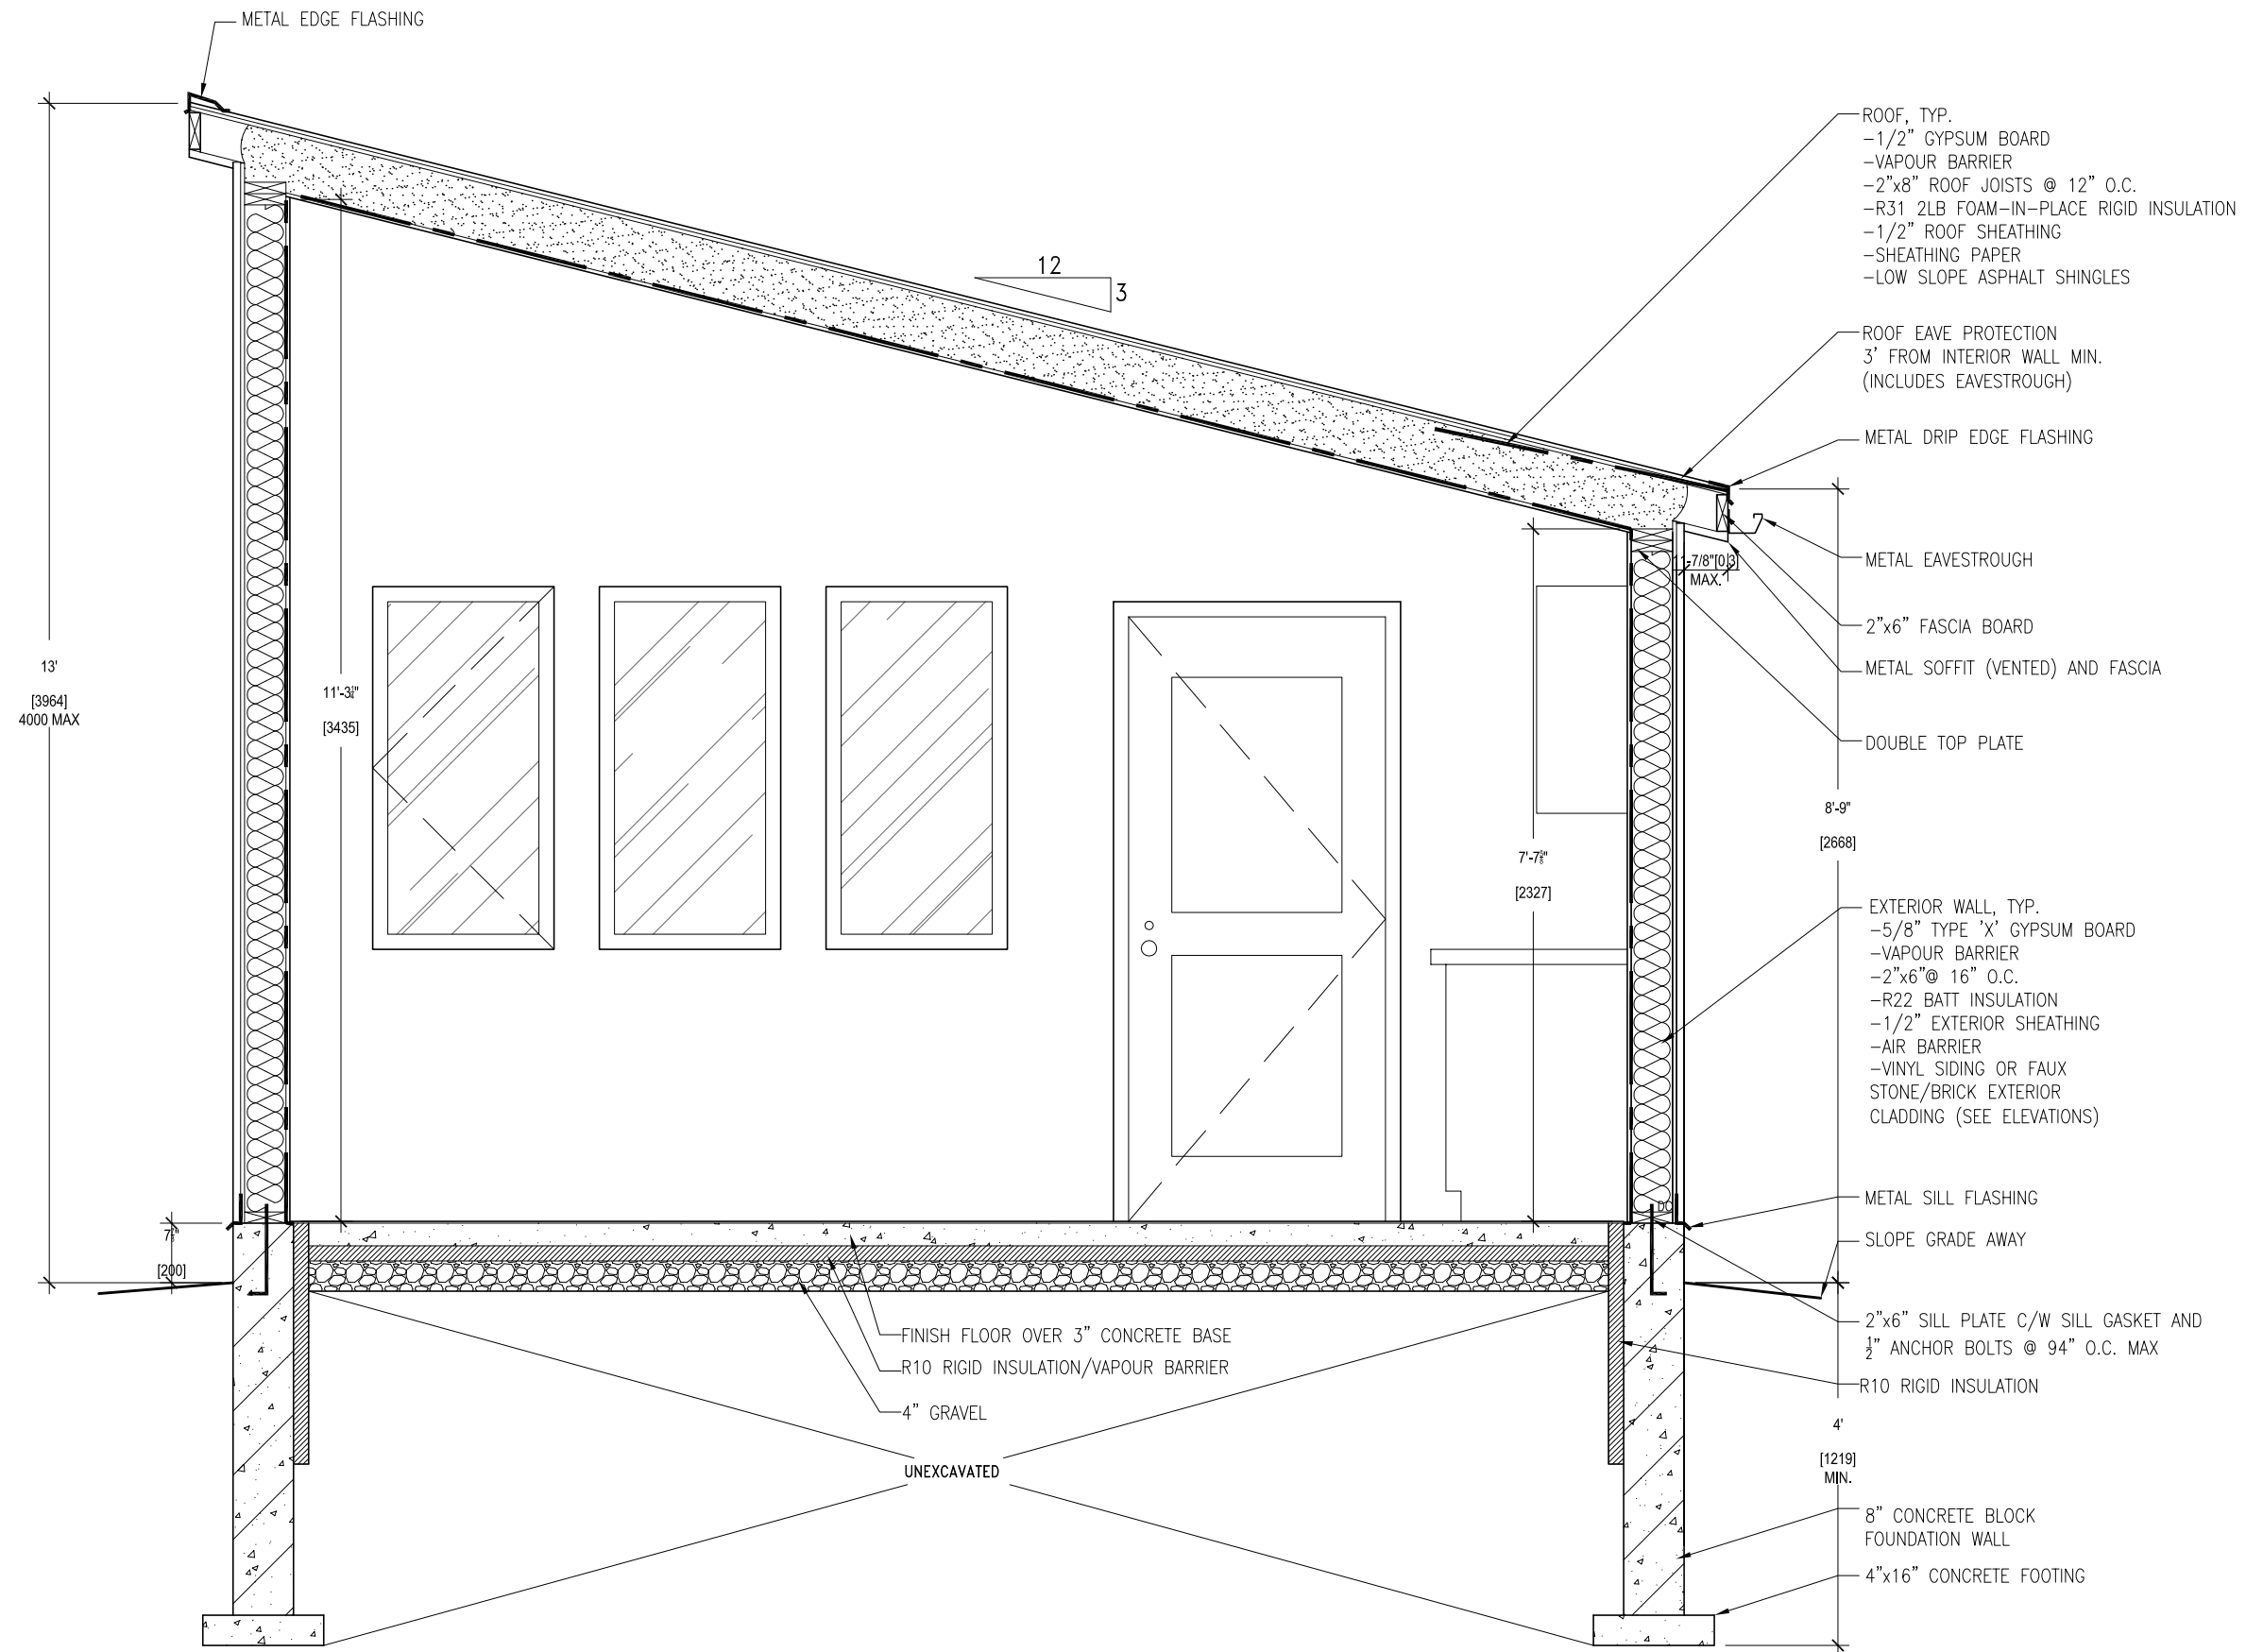 METAL EDGE FLASHING
ROOF, TYP.
-1/2" GYPSUM BOARD
-VAPOUR BARRIER
-2"x8" ROOF JOISTS @ 12" O.C.
-R31 2LB FOAM-IN-PLACE RIGID INSULATION
-1/2" ROOF SHEATHING
-SHEATHING PAPER
-LOW SLOPE ASPHALT SHINGLES
12
3
ROOF EAVE PROTECTION
3' FROM INTERIOR WALL MIN.
(INCLUDES EAVESTROUGH)
METAL DRIP EDGE FLASHING
METAL EAVESTROUGH
11-7/8"[0.3]
MAX.
2"x6" FASCIA BOARD
METAL SOFFIT (VENTED) AND FASCIA
DOUBLE TOP PLATE
13'
[3964]
4000 MAX
11'-3¼"
[3435]
8'-9"
[2668]
7'-7⅝"
[2327]
EXTERIOR WALL, TYP.
-5/8" TYPE 'X' GYPSUM BOARD
-VAPOUR BARRIER
-2"x6"@ 16" O.C.
-R22 BATT INSULATION
-1/2" EXTERIOR SHEATHING
-AIR BARRIER
-VINYL SIDING OR FAUX
STONE/BRICK EXTERIOR
CLADDING (SEE ELEVATIONS)
METAL SILL FLASHING
SLOPE GRADE AWAY
[200]
2"x6" SILL PLATE C/W SILL GASKET AND
½" ANCHOR BOLTS @ 94" O.C. MAX
FINISH FLOOR OVER 3" CONCRETE BASE
R10 RIGID INSULATION/VAPOUR BARRIER
R10 RIGID INSULATION
4" GRAVEL
4'
[1219]
MIN.
UNEXCAVATED
8" CONCRETE BLOCK
FOUNDATION WALL
4"x16" CONCRETE FOOTING